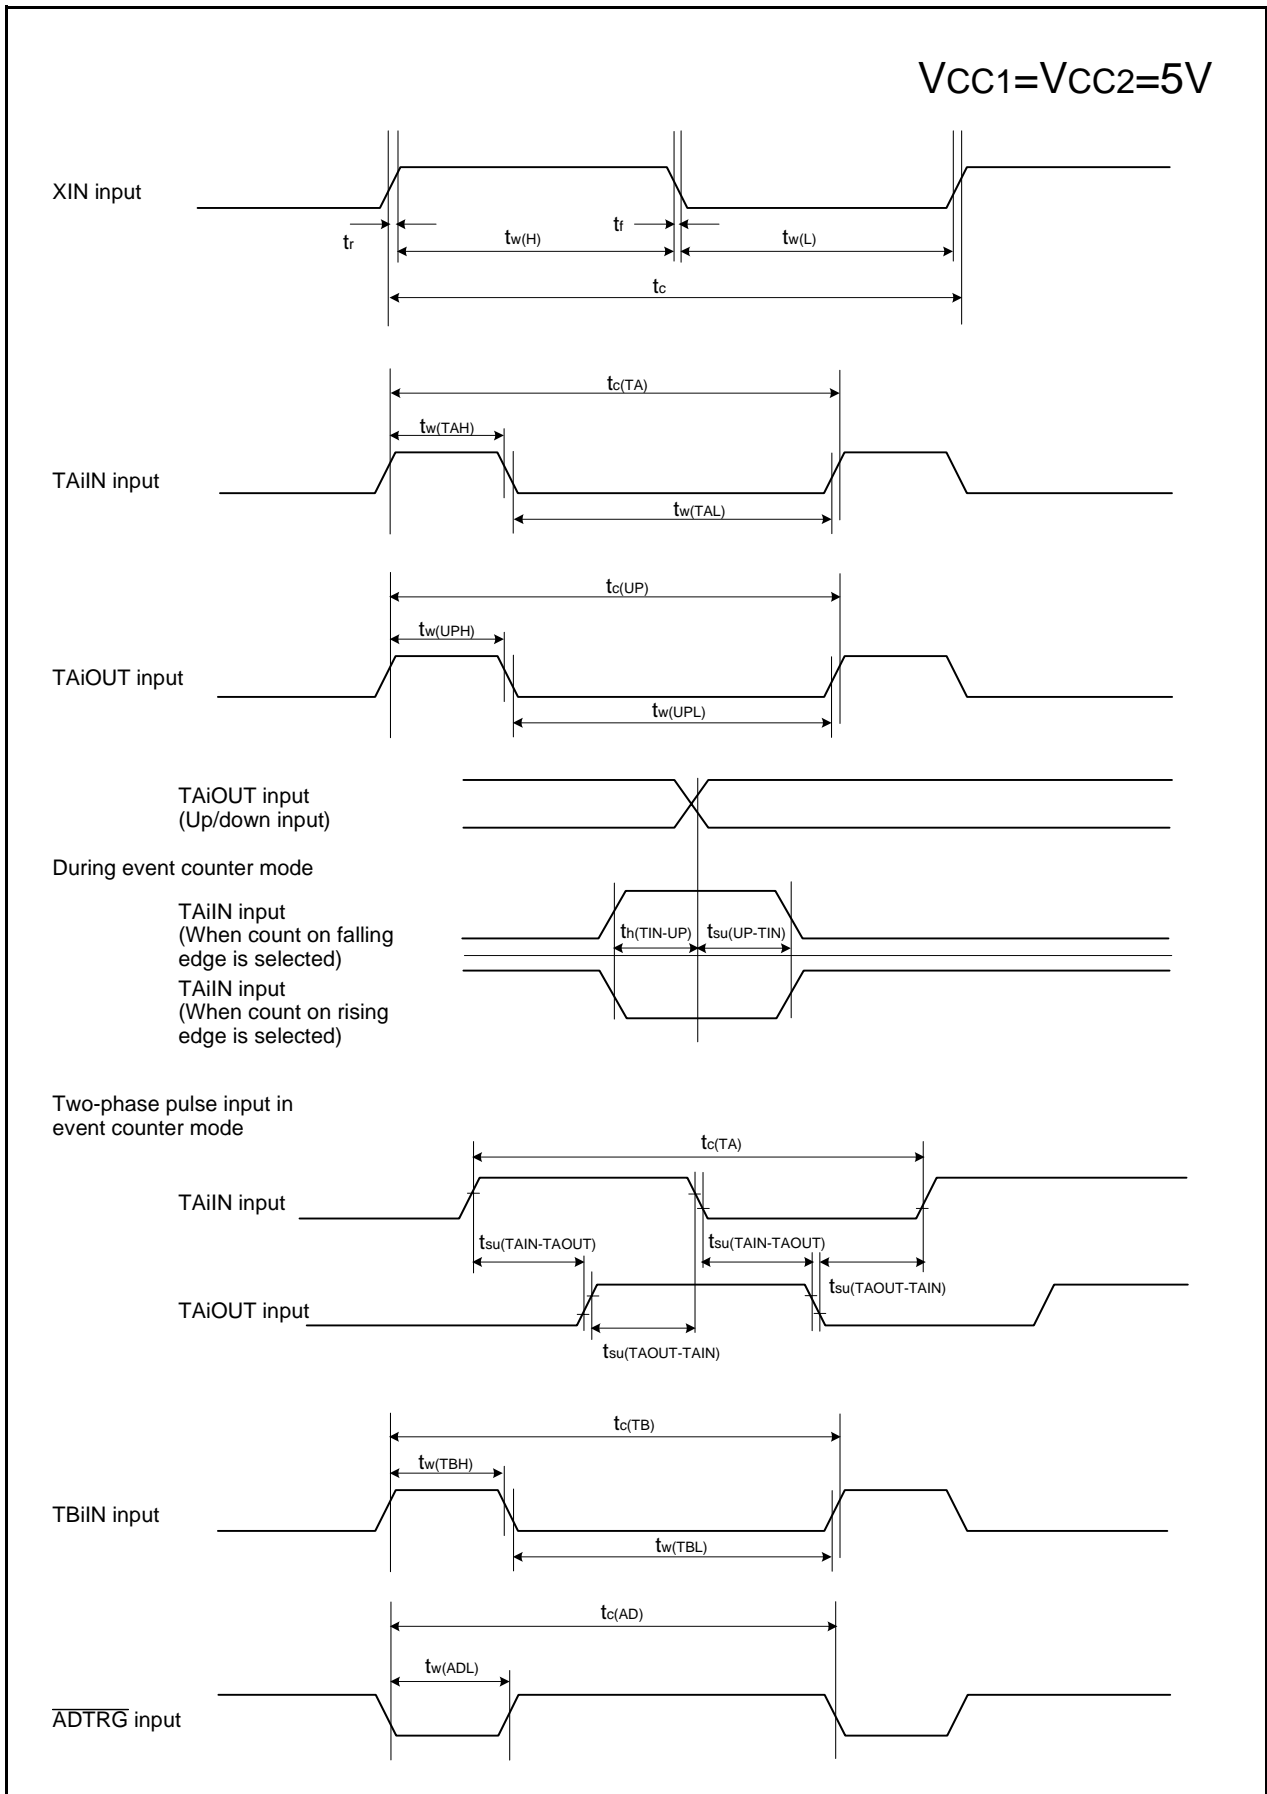 VCC1=VCC2=5V
XIN input
tr
tw(H)
tf
tw(L)
tc
tc(TA)
tw(TAH)
TAiIN input
tw(TAL)
tc(UP)
tw(UPH)
TAiOUT input
tw(UPL)
TAiOUT input
(Up/down input)
During event counter mode
TAiIN input
(When count on falling
edge is selected)
th(TIN-UP)
tsu(UP-TIN)
TAiIN input
(When count on rising
edge is selected)
Two-phase pulse input in
event counter mode
tc(TA)
TAiIN input
tsu(TAIN-TAOUT)
tsu(TAIN-TAOUT)
tsu(TAOUT-TAIN)
TAiOUT input
tsu(TAOUT-TAIN)
tc(TB)
tw(TBH)
TBiIN input
tw(TBL)
tc(AD)
tw(ADL)
ADTRG input